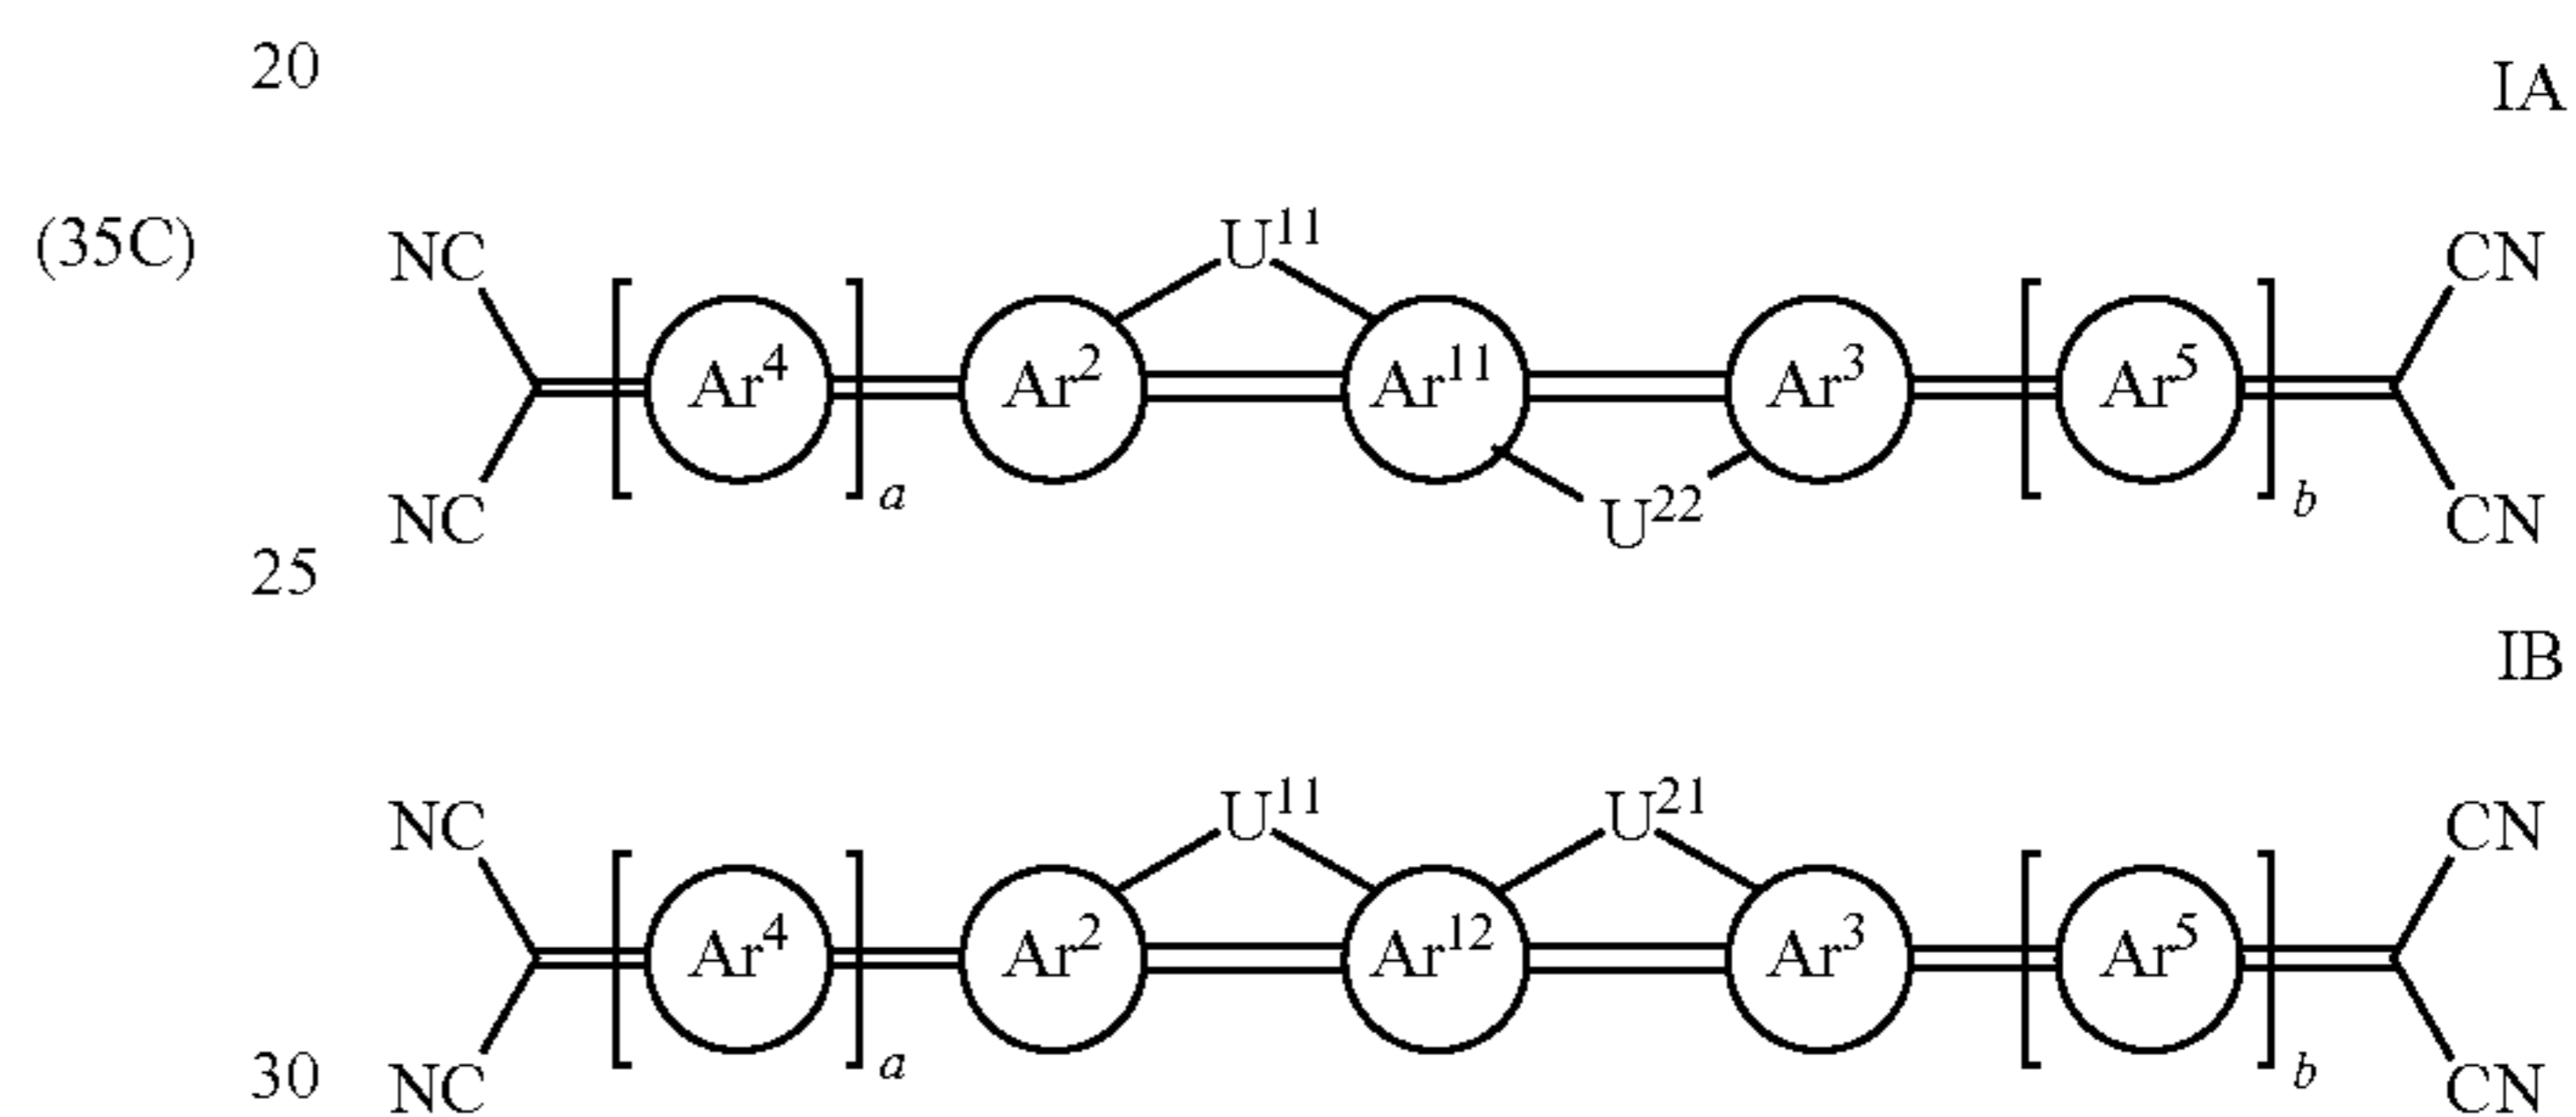 20 IA
(35C) NC U¹¹ CN
[Ar⁴]a Ar² Ar¹¹ Ar³ [Ar⁵]b
NC U²² CN
25
IB
NC U¹¹ U²¹ CN
[Ar⁴]a Ar² Ar¹² Ar³ [Ar⁵]b
30 NC CN